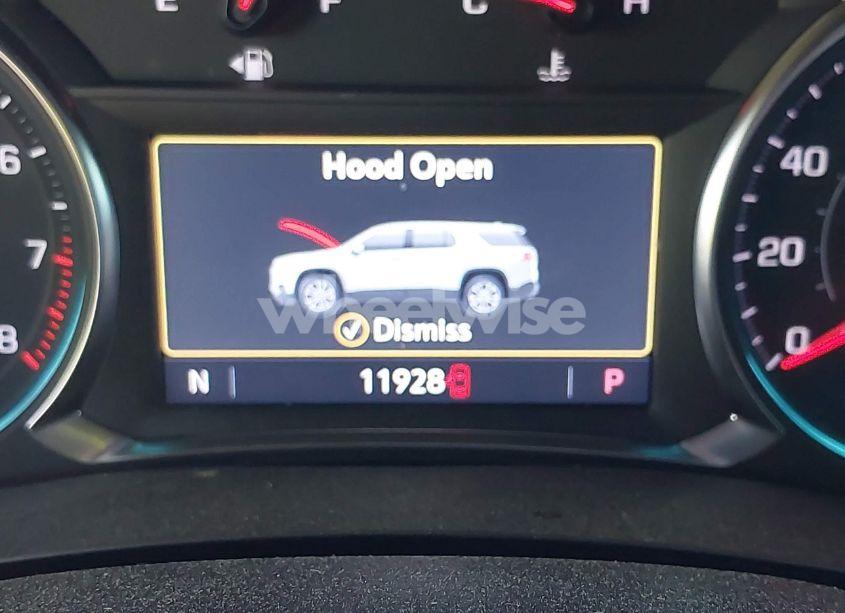 E F C H
6
7
8
Hood Open
wheelwise
Dismiss
N 11928 P
40
20
0